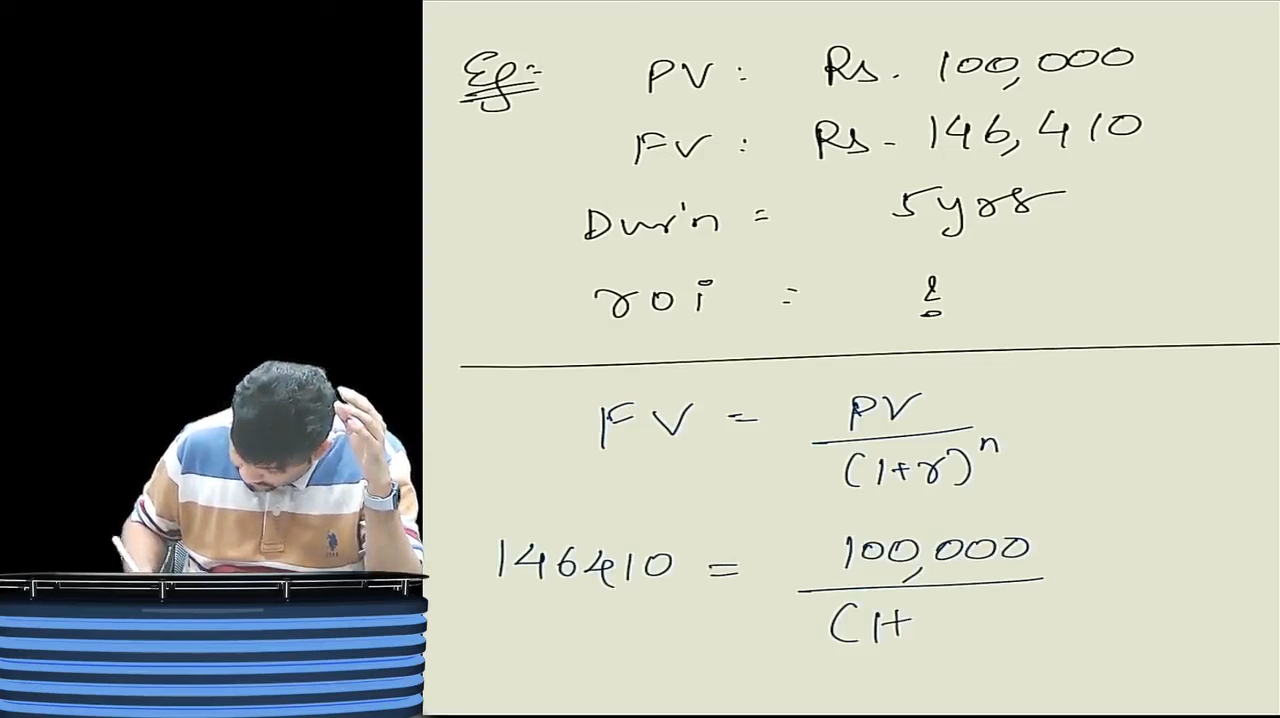 Eg:- PV : Rs. 100,000
FV : Rs. 146,410
Dur'n = 5yrs
roi = ?
FV = PV / (1+r)^n
146410 = 100,000 / (1+